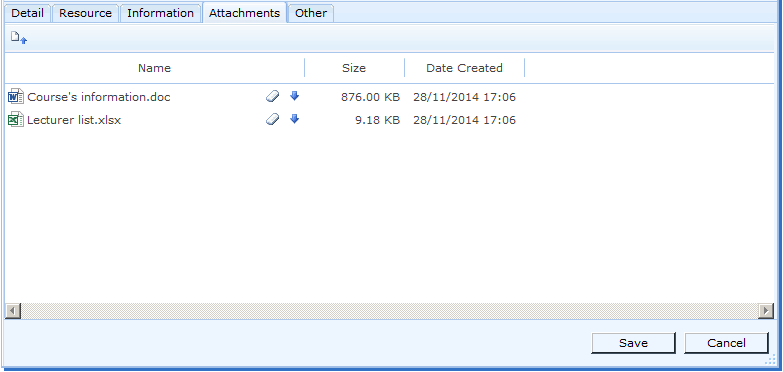 Detail Resource Information Attachments Other
Name Size Date Created
Course's information.doc 876.00 KB 28/11/2014 17:06
Lecturer list.xlsx 9.18 KB 28/11/2014 17:06
Save Cancel